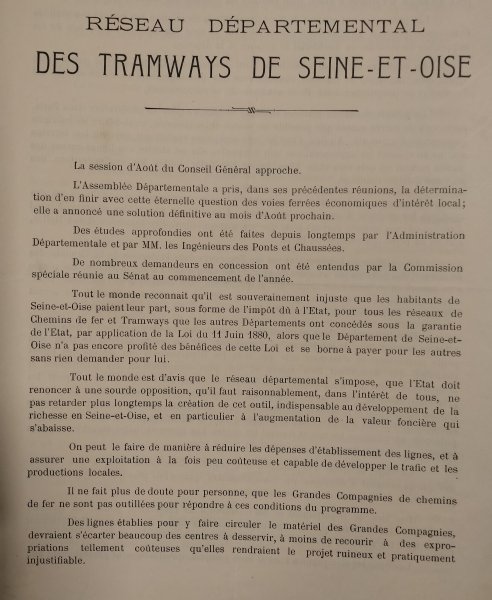 RÉSEAU DÉPARTEMENTAL
DES TRAMWAYS DE SEINE-ET-OISE
La session d'Août du Conseil Général approche.
L'Assemblée Départementale a pris, dans ses précédentes réunions, la détermina-
tion d'en finir avec cette éternelle question des voies ferrées économiques d'intérêt local;
elle a annoncé une solution définitive au mois d'Août prochain.
Des études approfondies ont été faites depuis longtemps par l'Administration
Départementale et par MM. les Ingénieurs des Ponts et Chaussées.
De nombreux demandeurs en concession ont été entendus par la Commission
spéciale réunie au Sénat au commencement de l'année.
Tout le monde reconnait qu'il est souverainement injuste que les habitants de
Seine-et-Oise paient leur part, sous forme de l'impôt dû à l'Etat, pour tous les réseaux de
Chemins de fer et Tramways que les autres Départements ont concédés sous la garantie
de l'Etat, par application de la Loi du 11 Juin 1880, alors que le Département de Seine-et-
Oise n'a pas encore profité des bénéfices de cette Loi et se borne à payer pour les autres
sans rien demander pour lui.
Tout le monde est d'avis que le réseau départemental s'impose, que l'Etat doit
renoncer à une sourde opposition, qu'il faut raisonnablement, dans l'intérêt de tous, ne
pas retarder plus longtemps la création de cet outil, indispensable au développement de la
richesse en Seine-et-Oise, et en particulier à l'augmentation de la valeur foncière qui
s'abaisse.
On peut le faire de manière à réduire les dépenses d'établissement des lignes, et à
assurer une exploitation à la fois peu coûteuse et capable de développer le trafic et les
productions locales.
Il ne fait plus de doute pour personne, que les Grandes Compagnies de chemins
de fer ne sont pas outillées pour répondre à ces conditions du programme.
Des lignes établies pour y faire circuler le matériel des Grandes Compagnies,
devraient s'écarter beaucoup des centres à desservir, à moins de recourir à des expro-
priations tellement coûteuses qu'elles rendraient le projet ruineux et pratiquement
injustifiable.